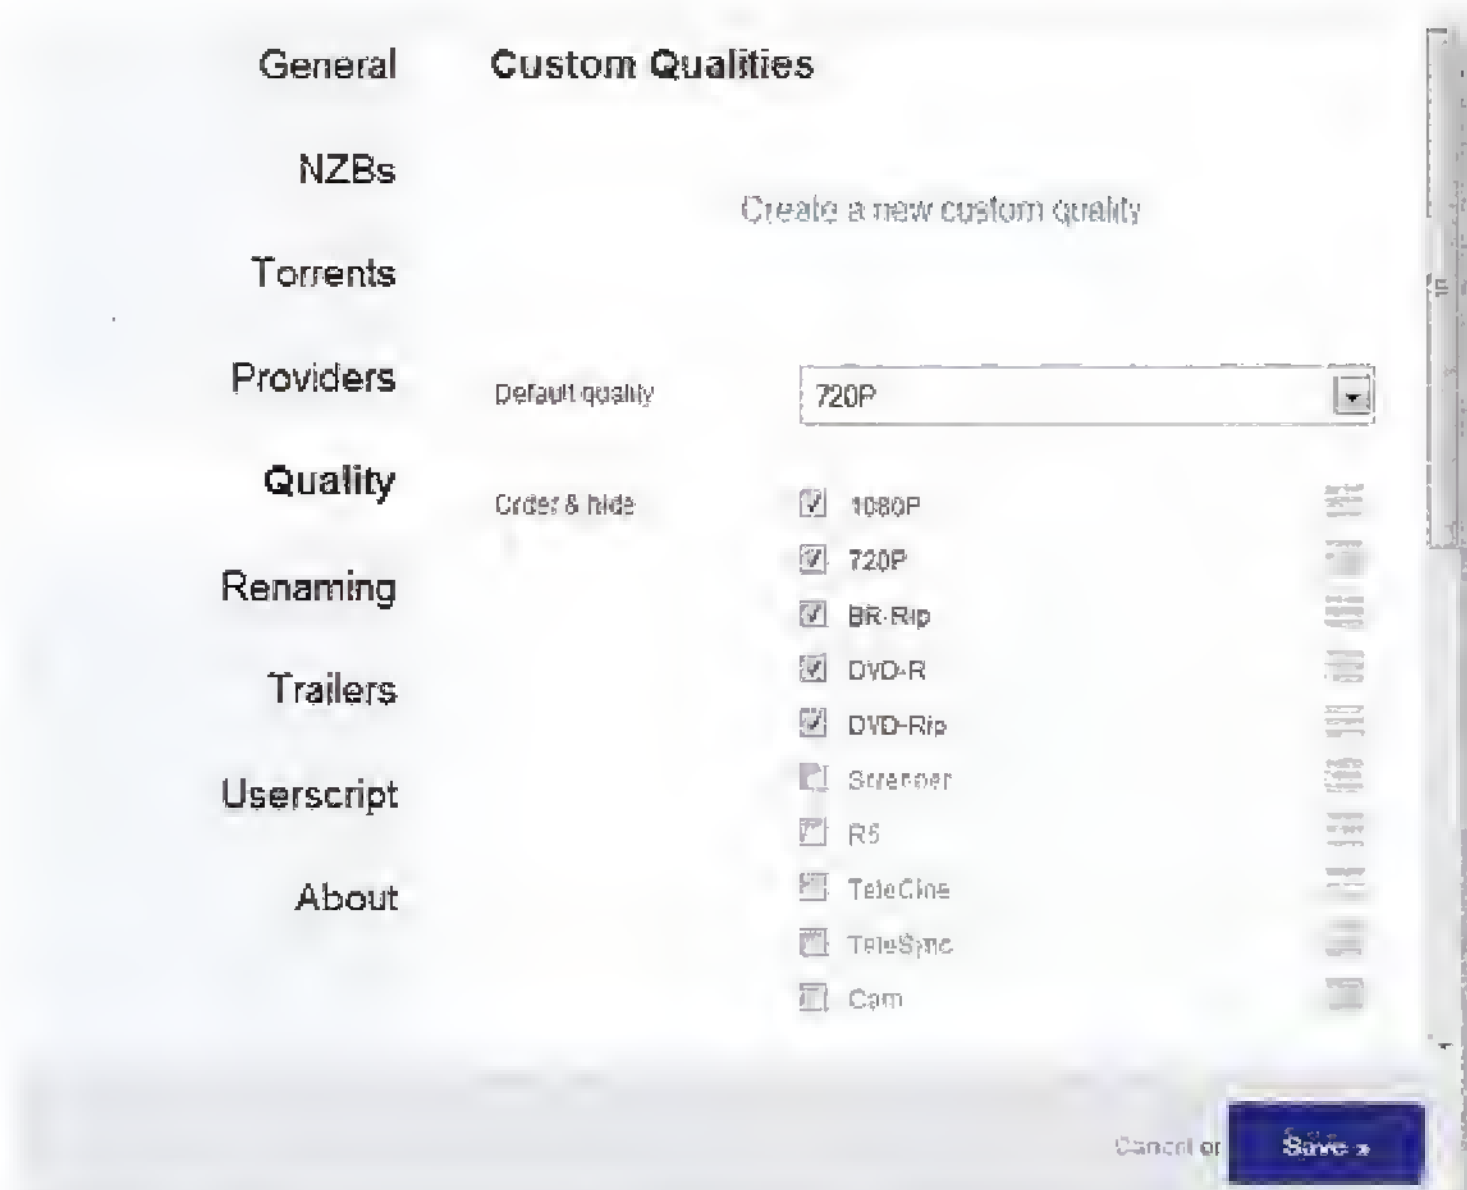 General
NZBs
Torrents
Providers
Quality
Renaming
Trailers
Userscript
About
Custom Qualities
Create a new custom quality
Default quality 720P
Order & hide
1080P
720P
BR-Rip
DVD-R
DVD-Rip
Screener
R5
TeleCine
TeleSync
Cam
Cancel or Save »